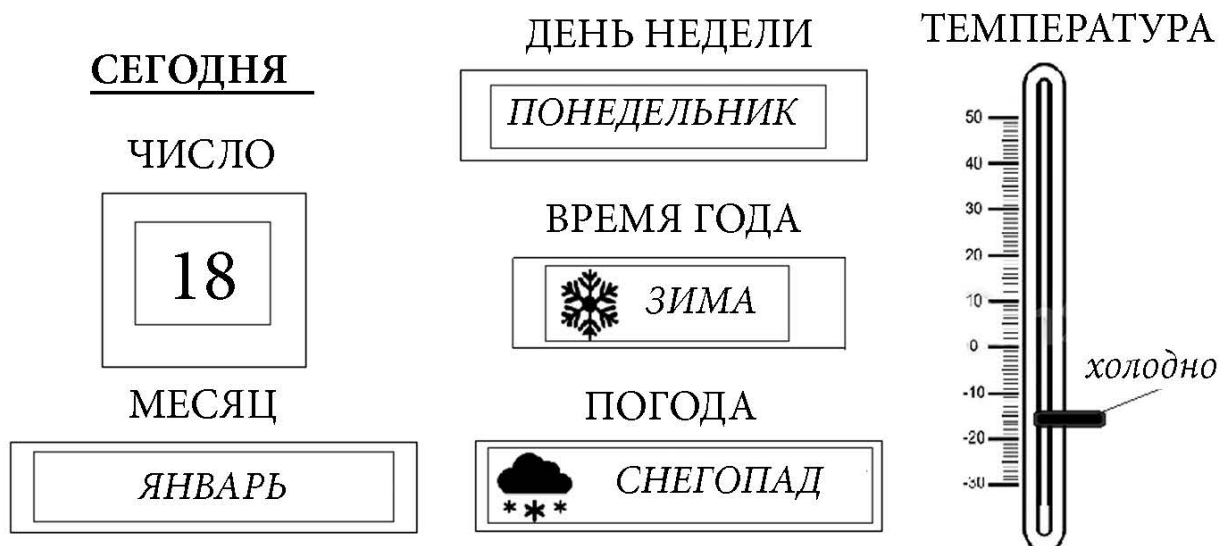 СЕГОДНЯ
ЧИСЛО
18
МЕСЯЦ
ЯНВАРЬ
ДЕНЬ НЕДЕЛИ
ПОНЕДЕЛЬНИК
ВРЕМЯ ГОДА
ЗИМА
ПОГОДА
СНЕГОПАД
ТЕМПЕРАТУРА
50
40
30
20
10
0
-10
-20
-30
холодно